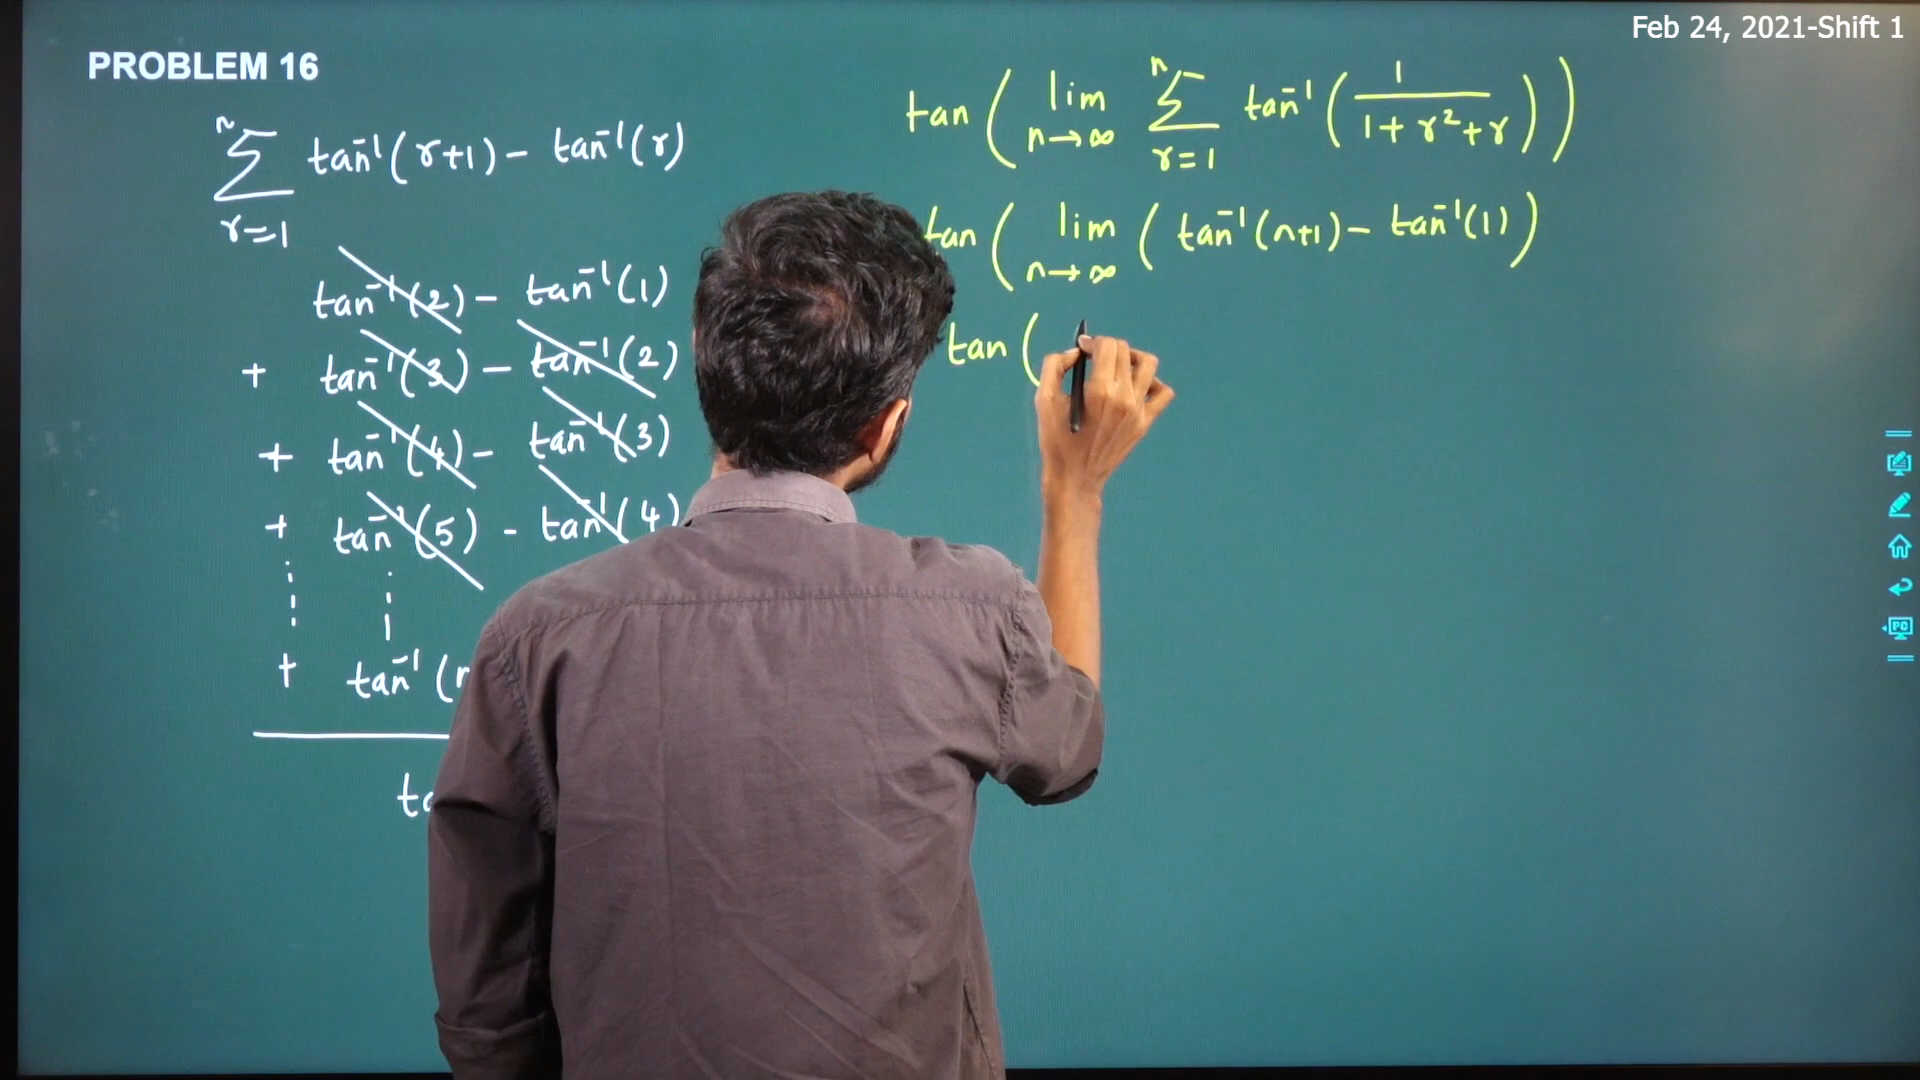 Feb 24, 2021-Shift 1
PROBLEM 16
n
∑ tan⁻¹(r+1) − tan⁻¹(r)
r=1
tan⁻¹(2) − tan⁻¹(1)
+ tan⁻¹(3) − tan⁻¹(2)
+ tan⁻¹(4) − tan⁻¹(3)
+ tan⁻¹(5) - tan⁻¹(4)
+ tan⁻¹(
tan ( lim n→∞ n ∑ r=1 tan⁻¹ ( 1 / 1 + r² + r ) )
tan ( lim n→∞ ( tan⁻¹(n+1) − tan⁻¹(1) )
tan (
PC